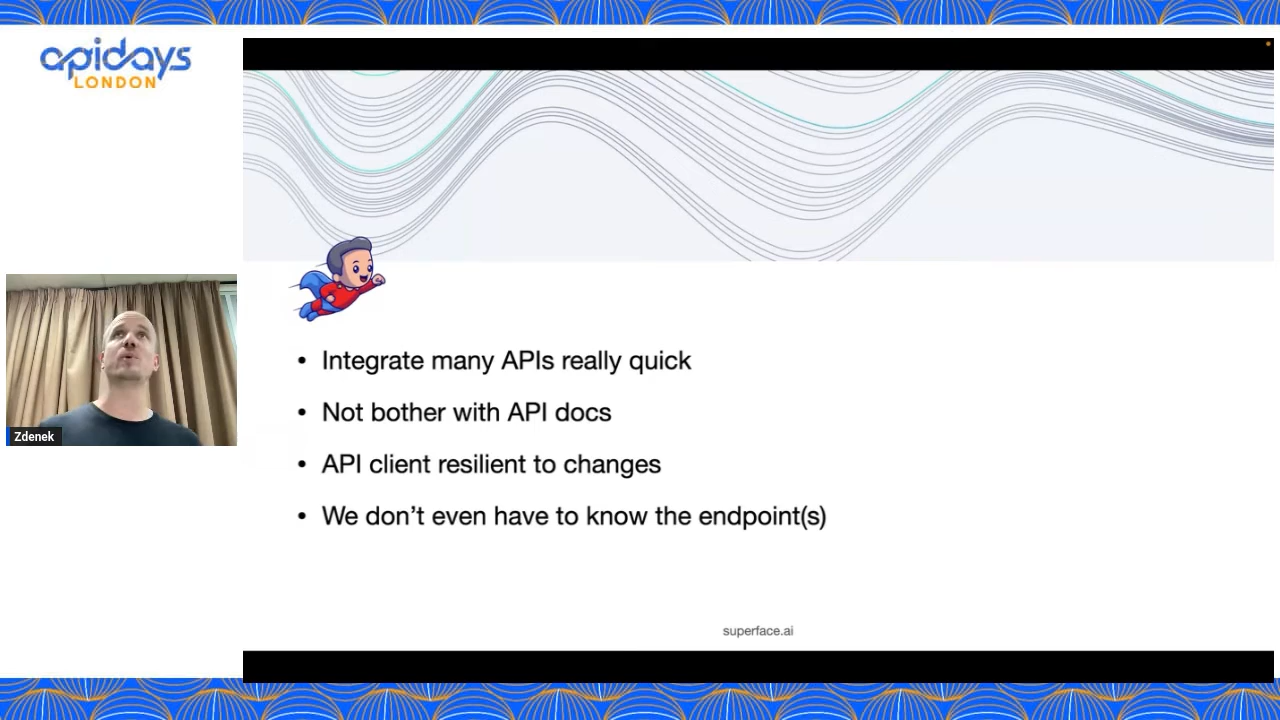 apidays
LONDON
Zdenek
• Integrate many APIs really quick
• Not bother with API docs
• API client resilient to changes
• We don’t even have to know the endpoint(s)
superface.ai